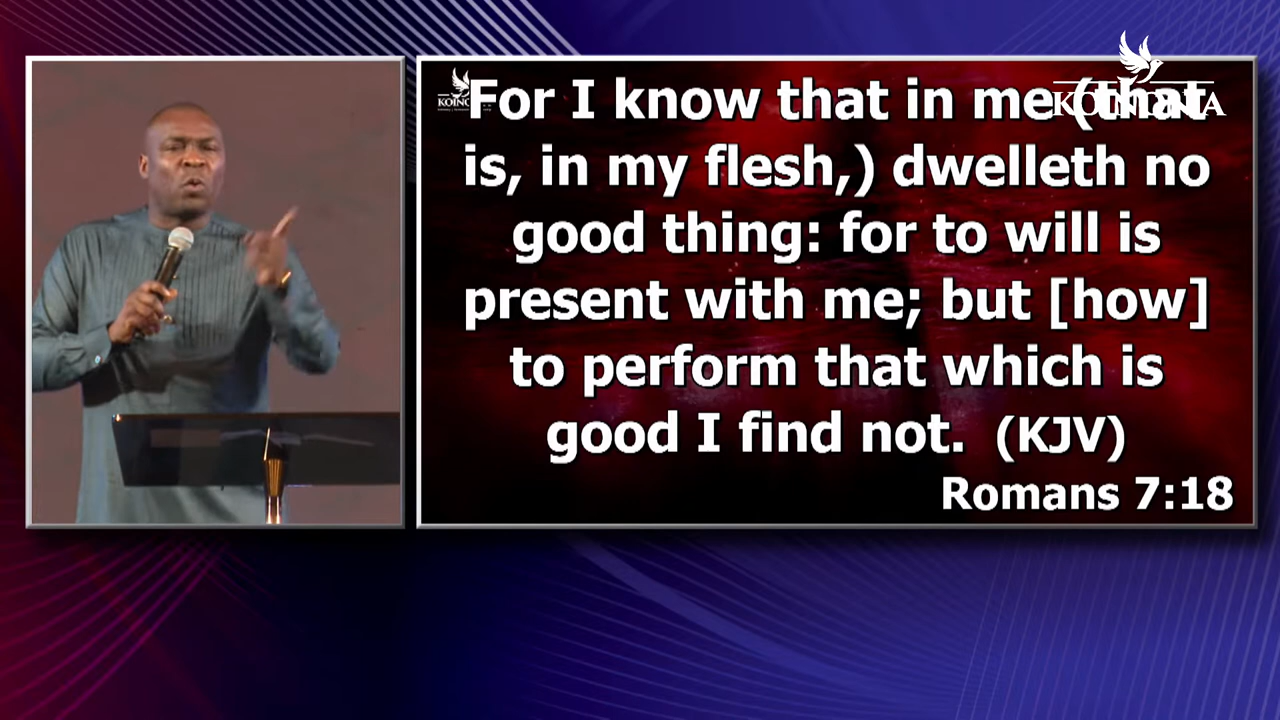 For I know that in me (that
is, in my flesh,) dwelleth no
good thing: for to will is
present with me; but [how]
to perform that which is
good I find not. (KJV)
Romans 7:18
KOINONIA